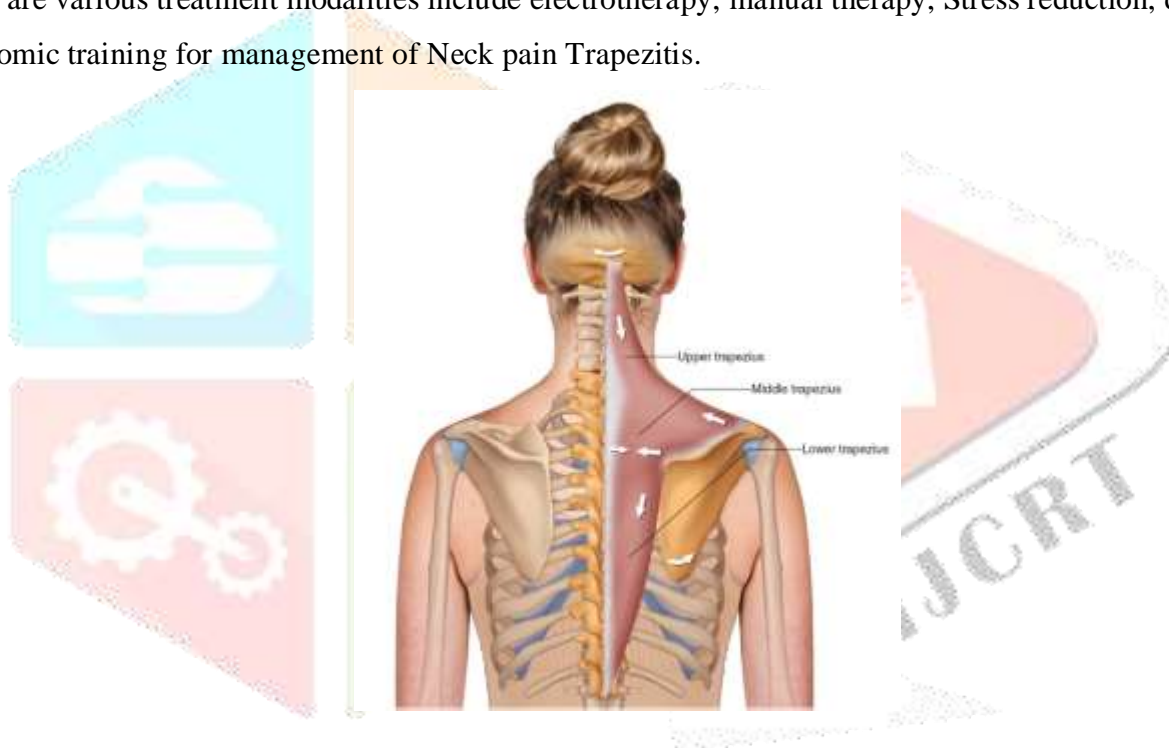 are various treatment modalities include electrotherapy, manual therapy, Stress reduction,
omic training for management of Neck pain Trapezitis.
Upper trapezius
Middle trapezius
Lower trapezius
IJCRT